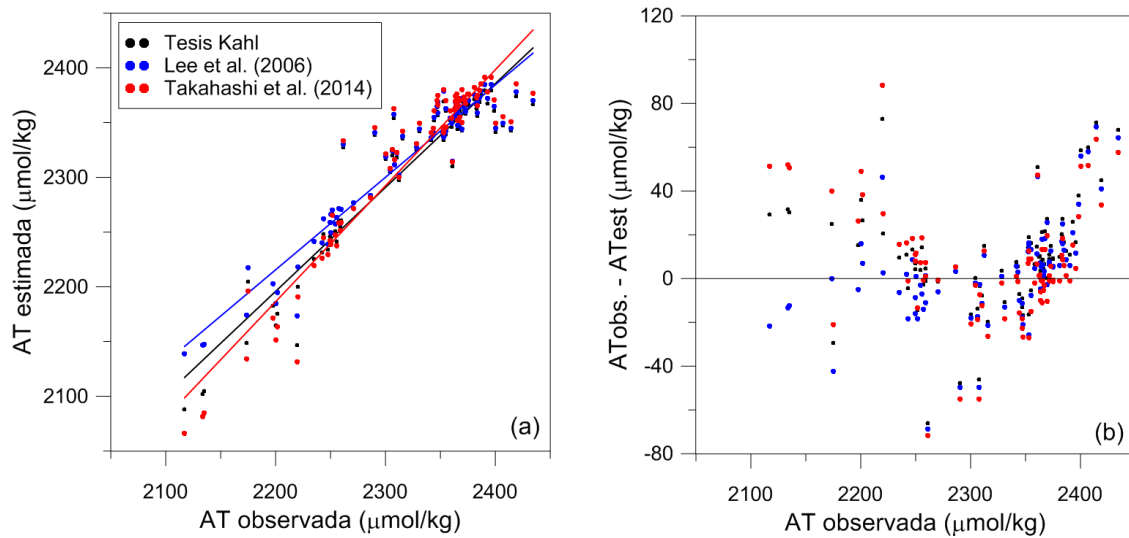 2400
2300
2200
2100
AT estimada (μmol/kg)
Tesis Kahl
Lee et al. (2006)
Takahashi et al. (2014)
(a)
2100 2200 2300 2400
AT observada (μmol/kg)
120
80
40
0
-40
-80
ATobs. - ATest (μmol/kg)
(b)
2100 2200 2300 2400
AT observada (μmol/kg)